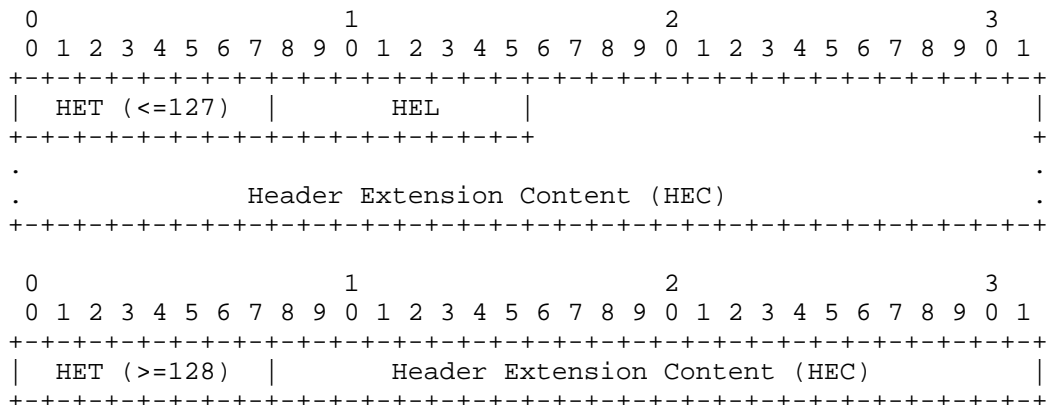 0                   1                   2                   3
 0 1 2 3 4 5 6 7 8 9 0 1 2 3 4 5 6 7 8 9 0 1 2 3 4 5 6 7 8 9 0 1
+-+-+-+-+-+-+-+-+-+-+-+-+-+-+-+-+-+-+-+-+-+-+-+-+-+-+-+-+-+-+-+-+
|  HET (<=127)  |       HEL     |                               |
+-+-+-+-+-+-+-+-+-+-+-+-+-+-+-+-+                               +
.                                                               .
.              Header Extension Content (HEC)                   .
+-+-+-+-+-+-+-+-+-+-+-+-+-+-+-+-+-+-+-+-+-+-+-+-+-+-+-+-+-+-+-+-+

 0                   1                   2                   3
 0 1 2 3 4 5 6 7 8 9 0 1 2 3 4 5 6 7 8 9 0 1 2 3 4 5 6 7 8 9 0 1
+-+-+-+-+-+-+-+-+-+-+-+-+-+-+-+-+-+-+-+-+-+-+-+-+-+-+-+-+-+-+-+-+
|  HET (>=128)  |       Header Extension Content (HEC)          |
+-+-+-+-+-+-+-+-+-+-+-+-+-+-+-+-+-+-+-+-+-+-+-+-+-+-+-+-+-+-+-+-+